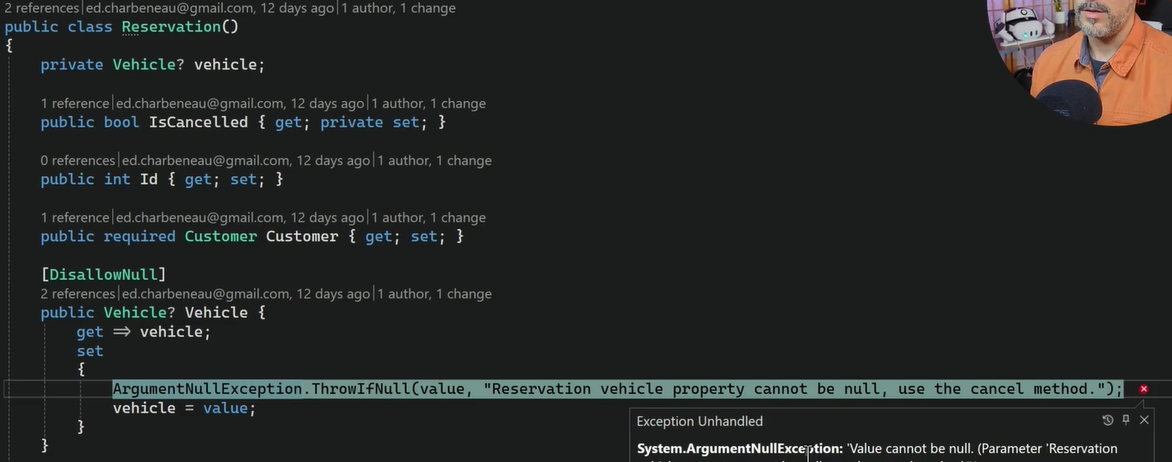 2 references | ed.charbeneau@gmail.com, 12 days ago | 1 author, 1 change
public class Reservation()
{
private Vehicle? vehicle;
1 reference | ed.charbeneau@gmail.com, 12 days ago | 1 author, 1 change
public bool IsCancelled { get; private set; }
0 references | ed.charbeneau@gmail.com, 12 days ago | 1 author, 1 change
public int Id { get; set; }
1 reference | ed.charbeneau@gmail.com, 12 days ago | 1 author, 1 change
public required Customer Customer { get; set; }
[DisallowNull]
2 references | ed.charbeneau@gmail.com, 12 days ago | 1 author, 1 change
public Vehicle? Vehicle {
get => vehicle;
set
{
ArgumentNullException.ThrowIfNull(value, "Reservation vehicle property cannot be null, use the cancel method.");
vehicle = value;
}
}
Exception Unhandled
System.ArgumentNullException: 'Value cannot be null. (Parameter 'Reservation